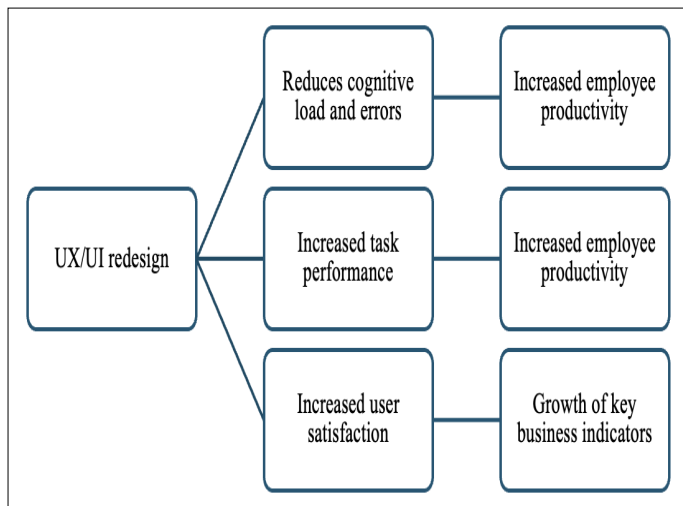 Reduces cognitive
load and errors
Increased employee
productivity
UX/UI redesign
Increased task
performance
Increased employee
productivity
Increased user
satisfaction
Growth of key
business indicators